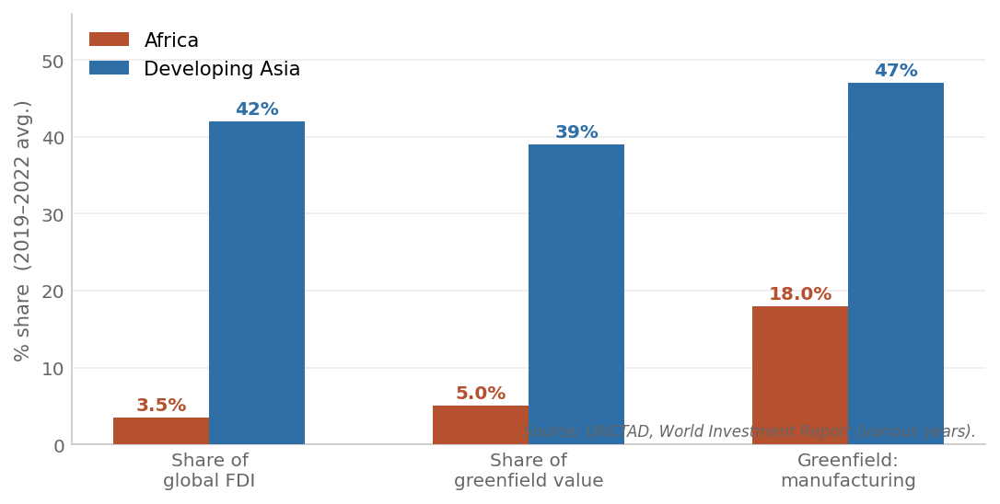 Africa
Developing Asia
% share (2019–2022 avg.)
50
40
30
20
10
0
42%
39%
47%
3.5%
5.0%
18.0%
Source: UNCTAD, World Investment Report (various years).
Share of
global FDI
Share of
greenfield value
Greenfield:
manufacturing